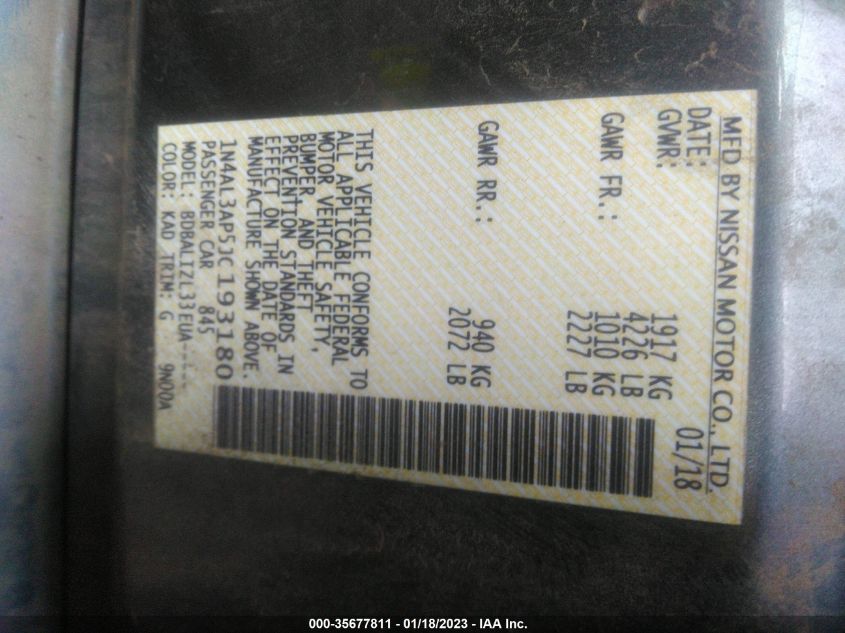 MFD BY NISSAN MOTOR CO., LTD.
DATE: 01/18
GVWR: 1917 KG
4226 LB
GAWR FR.: 1010 KG
2227 LB
GAWR RR.: 940 KG
2072 LB
THIS VEHICLE CONFORMS TO
ALL APPLICABLE FEDERAL
MOTOR VEHICLE SAFETY,
BUMPER, AND THEFT
PREVENTION STANDARDS IN
EFFECT ON THE DATE OF
MANUFACTURE SHOWN ABOVE.
1N4AL3AP5JC193180
PASSENGER CAR 845
MODEL: BDBALIZL33EUA-----
COLOR: KAD TRIM: G 9N00A
000-35677811 - 01/18/2023 - IAA Inc.